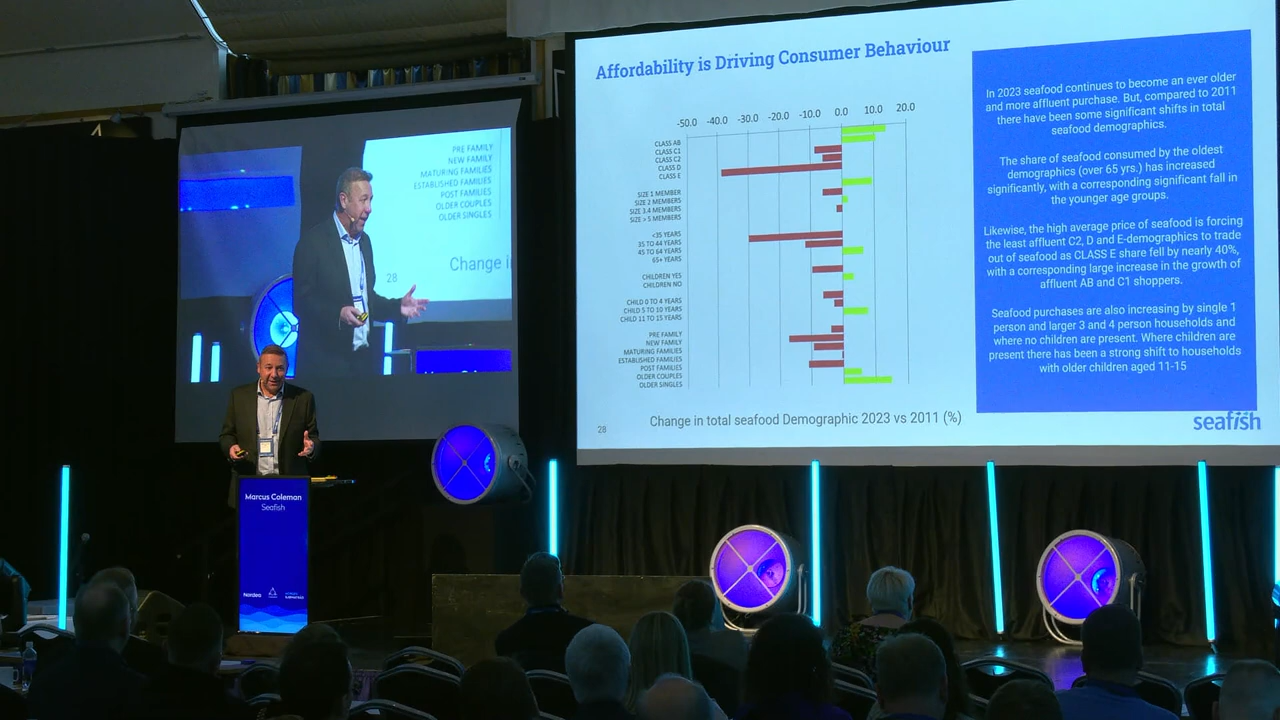 Affordability is Driving Consumer Behaviour
-50.0 -40.0 -30.0 -20.0 -10.0 0.0 10.0 20.0
CLASS AB
CLASS C1
CLASS C2
CLASS D
CLASS E
SIZE 1 MEMBER
SIZE 2 MEMBERS
SIZE 3,4 MEMBERS
SIZE > 5 MEMBERS
<35 YEARS
35 TO 44 YEARS
45 TO 64 YEARS
65+ YEARS
CHILDREN YES
CHILDREN NO
CHILD 0 TO 4 YEARS
CHILD 5 TO 10 YEARS
CHILD 11 TO 15 YEARS
PRE FAMILY
NEW FAMILY
MATURING FAMILIES
ESTABLISHED FAMILIES
POST FAMILIES
OLDER COUPLES
OLDER SINGLES
28
Change in total seafood Demographic 2023 vs 2011 (%)
In 2023 seafood continues to become an ever older
and more affluent purchase. But, compared to 2011
there have been some significant shifts in total
seafood demographics.
The share of seafood consumed by the oldest
demographics (over 65 yrs.) has increased
significantly, with a corresponding significant fall in
the younger age groups.
Likewise, the high average price of seafood is forcing
the least affluent C2, D and E-demographics to trade
out of seafood as CLASS E share fell by nearly 40%,
with a corresponding large increase in the growth of
affluent AB and C1 shoppers.
Seafood purchases are also increasing by single 1
person and larger 3 and 4 person households and
where no children are present. Where children are
present there has been a strong shift to households
with older children aged 11-15
seafish
PRE FAMILY
NEW FAMILY
MATURING FAMILIES
ESTABLISHED FAMILIES
POST FAMILIES
OLDER COUPLES
OLDER SINGLES
28
Change i
Marcus Coleman
Seafish
Nordea